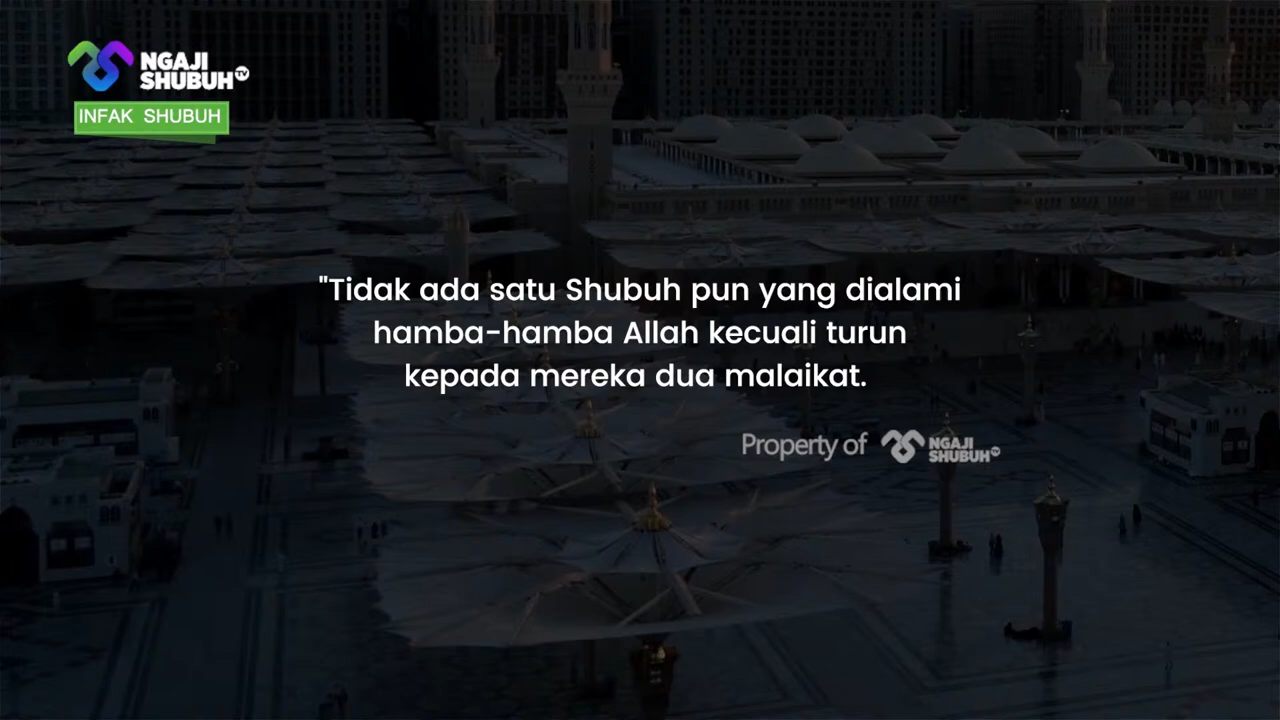 NGAJI
SHUBUH TV
INFAK SHUBUH
"Tidak ada satu Shubuh pun yang dialami
hamba-hamba Allah kecuali turun
kepada mereka dua malaikat.
Property of NGAJI
SHUBUH TV